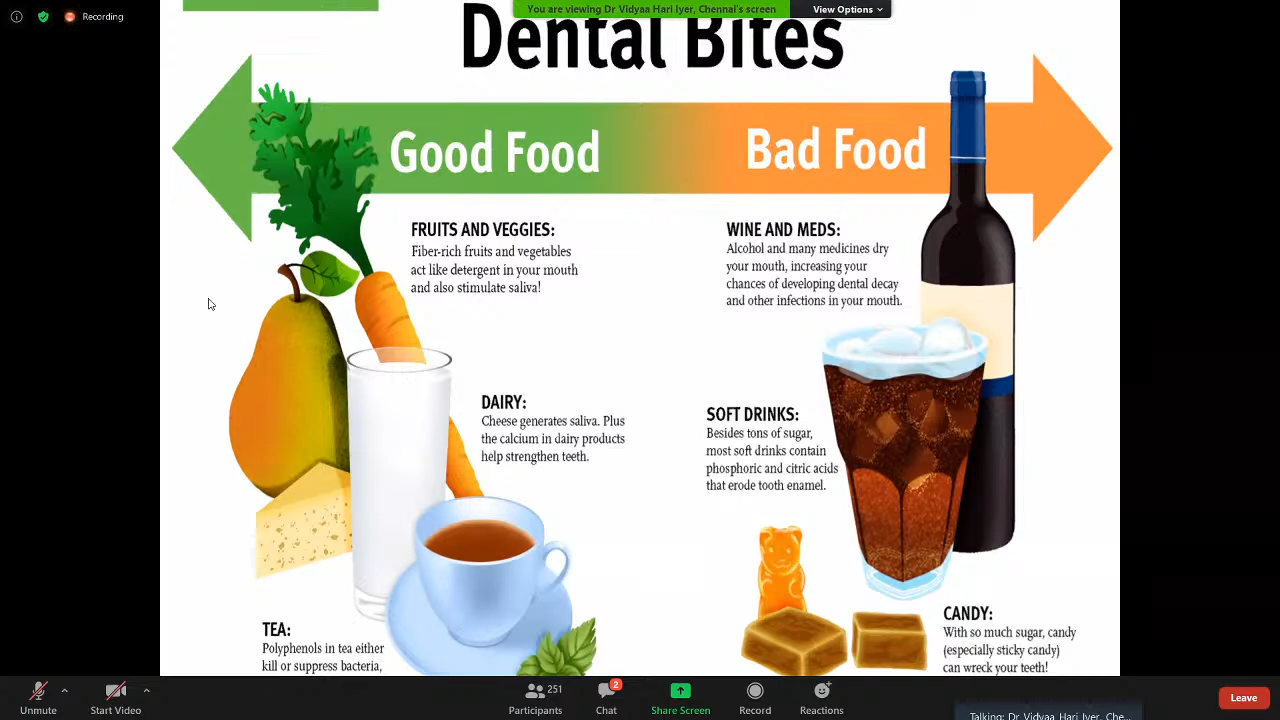 You are viewing Dr Vidyaa Hari Iyer, Chennai's screen
View Options
Recording
Dental Bites
Good Food
Bad Food
FRUITS AND VEGGIES:
Fiber-rich fruits and vegetables
act like detergent in your mouth
and also stimulate saliva!
WINE AND MEDS:
Alcohol and many medicines dry
your mouth, increasing your
chances of developing dental decay
and other infections in your mouth.
DAIRY:
Cheese generates saliva. Plus
the calcium in dairy products
help strengthen teeth.
SOFT DRINKS:
Besides tons of sugar,
most soft drinks contain
phosphoric and citric acids
that erode tooth enamel.
TEA:
Polyphenols in tea either
kill or suppress bacteria,
CANDY:
With so much sugar, candy
(especially sticky candy)
can wreck your teeth!
Unmute
Start Video
251
Participants
2
Chat
Share Screen
Record
Reactions
Leave
Talking: Dr Vidyaa Hari Iyer, Che...